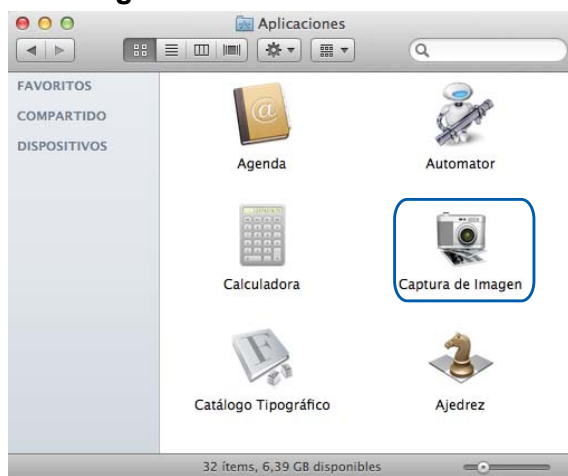 Aplicaciones
FAVORITOS
COMPARTIDO
DISPOSITIVOS
Agenda
Automator
Calculadora
Captura de Imagen
Catálogo Tipográfico
Ajedrez
32 ítems, 6,39 GB disponibles